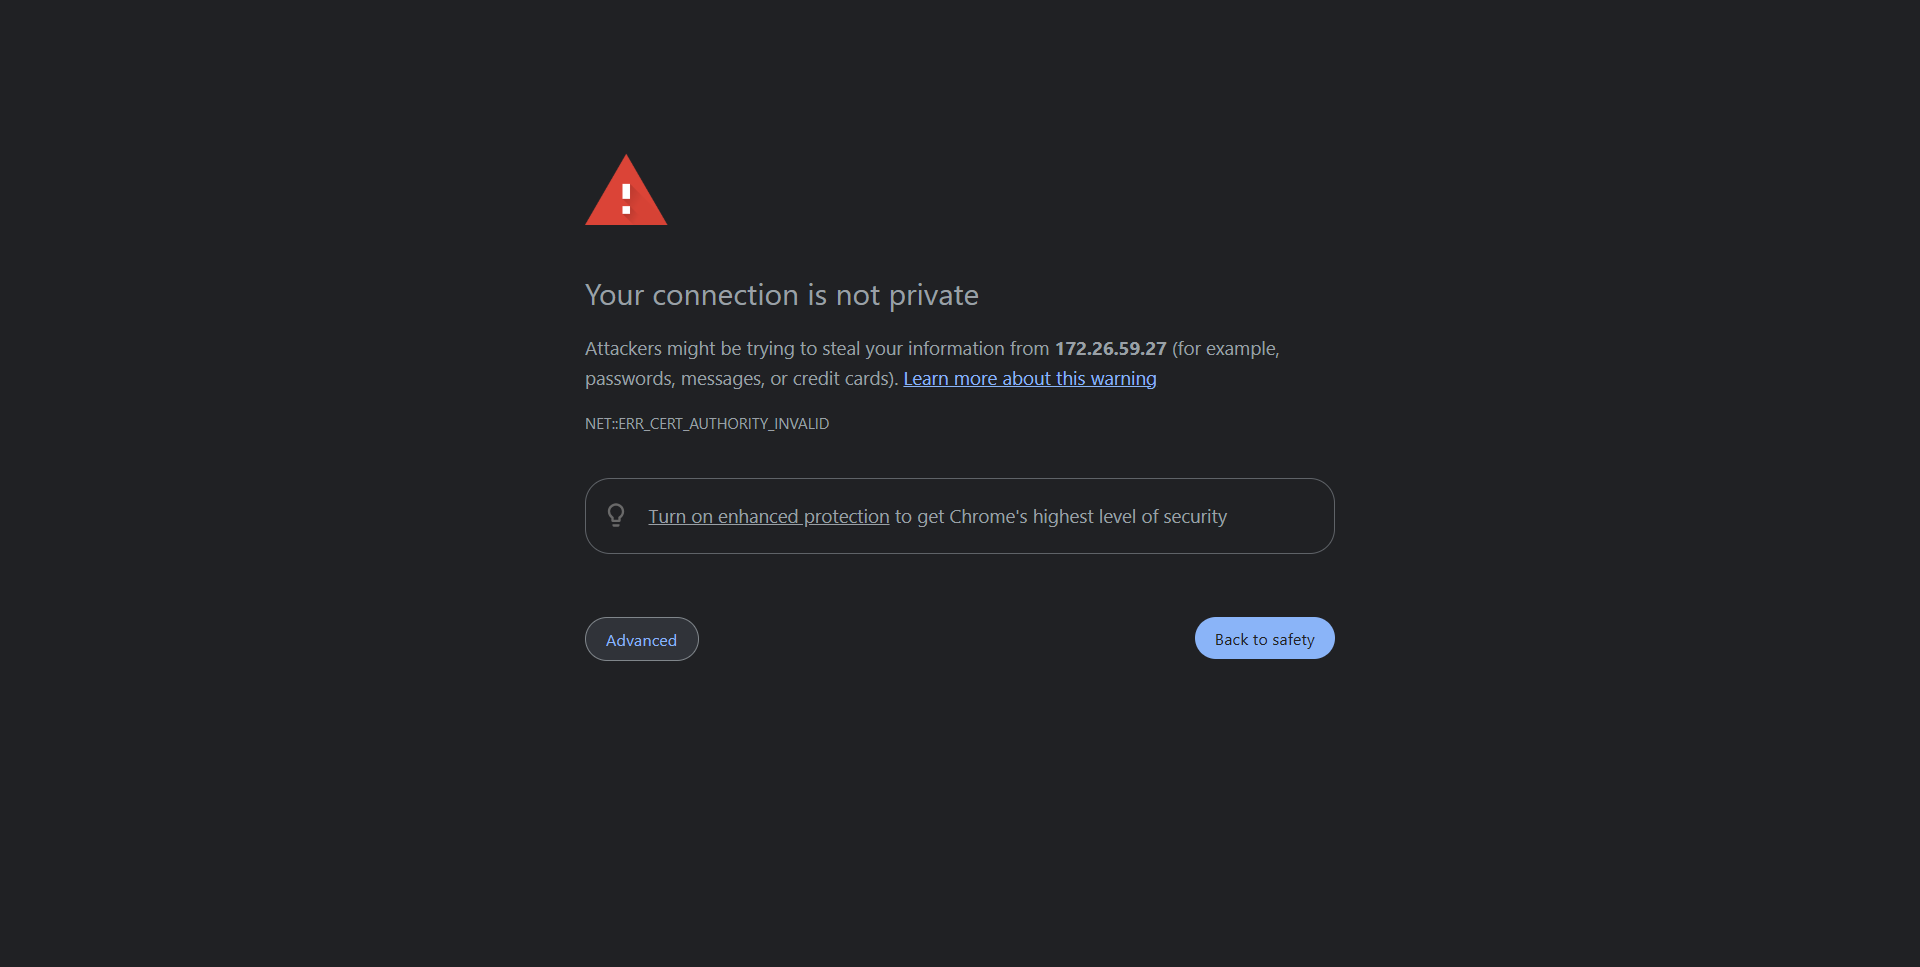 Your connection is not private
Attackers might be trying to steal your information from 172.26.59.27 (for example,
passwords, messages, or credit cards). Learn more about this warning
NET::ERR_CERT_AUTHORITY_INVALID
Turn on enhanced protection to get Chrome's highest level of security
Advanced
Back to safety